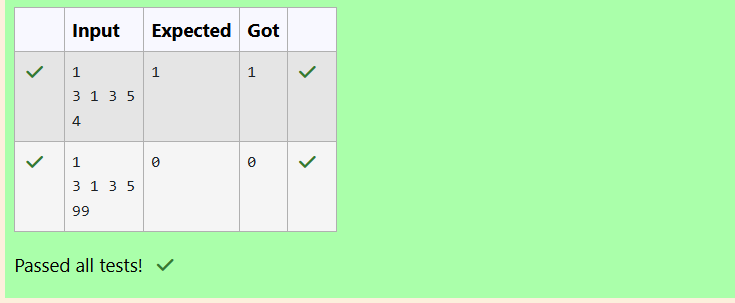 Input Expected Got
1 1 1
3 1 3 5
4
1 0 0
3 1 3 5
99
Passed all tests!